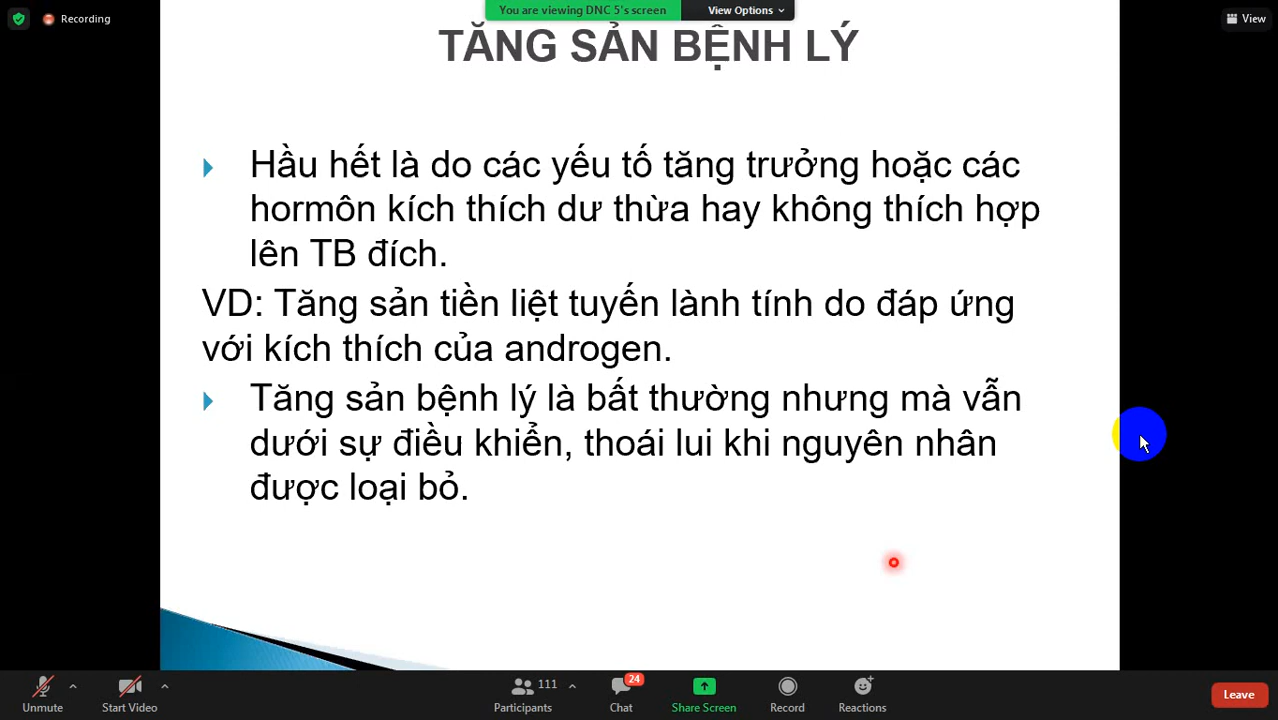 You are viewing DNC 5's screen
View Options
Recording
View
TĂNG SẢN BỆNH LÝ
Hầu hết là do các yếu tố tăng trưởng hoặc các
hormôn kích thích dư thừa hay không thích hợp
lên TB đích.
VD: Tăng sản tiền liệt tuyến lành tính do đáp ứng
với kích thích của androgen.
Tăng sản bệnh lý là bất thường nhưng mà vẫn
dưới sự điều khiển, thoái lui khi nguyên nhân
được loại bỏ.
111
24
Unmute
Start Video
Participants
Chat
Share Screen
Record
Reactions
Leave